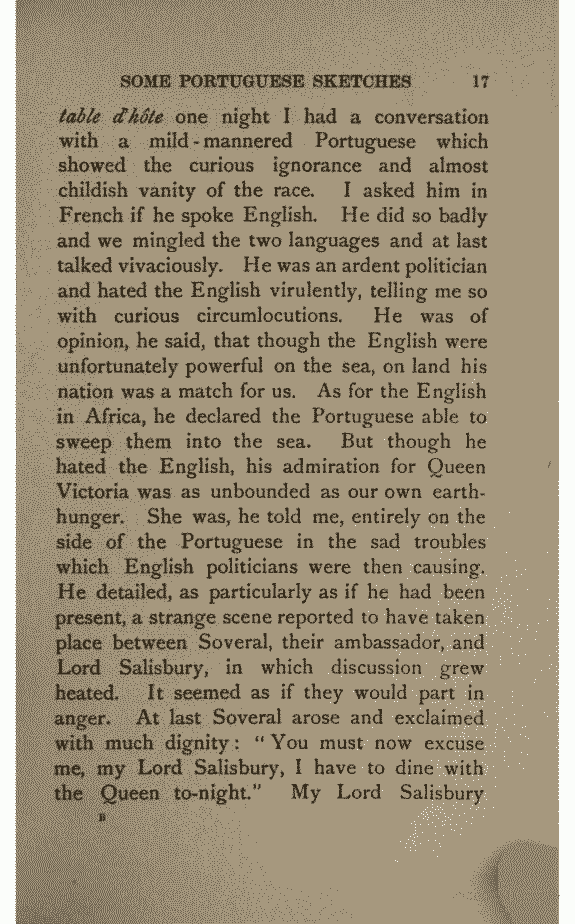 SOME PORTUGUESE SKETCHES 17
table d'hôte one night I had a conversation
with a mild-mannered Portuguese which
showed the curious ignorance and almost
childish vanity of the race. I asked him in
French if he spoke English. He did so badly
and we mingled the two languages and at last
talked vivaciously. He was an ardent politician
and hated the English virulently, telling me so
with curious circumlocutions. He was of
opinion, he said, that though the English were
unfortunately powerful on the sea, on land his
nation was a match for us. As for the English
in Africa, he declared the Portuguese able to
sweep them into the sea. But though he
hated the English, his admiration for Queen
Victoria was as unbounded as our own earth-
hunger. She was, he told me, entirely on the
side of the Portuguese in the sad troubles
which English politicians were then causing.
He detailed, as particularly as if he had been
present, a strange scene reported to have taken
place between Soveral, their ambassador, and
Lord Salisbury, in which discussion grew
heated. It seemed as if they would part in
anger. At last Soveral arose and exclaimed
with much dignity: "You must now excuse
me, my Lord Salisbury, I have to dine with
the Queen to-night." My Lord Salisbury
B